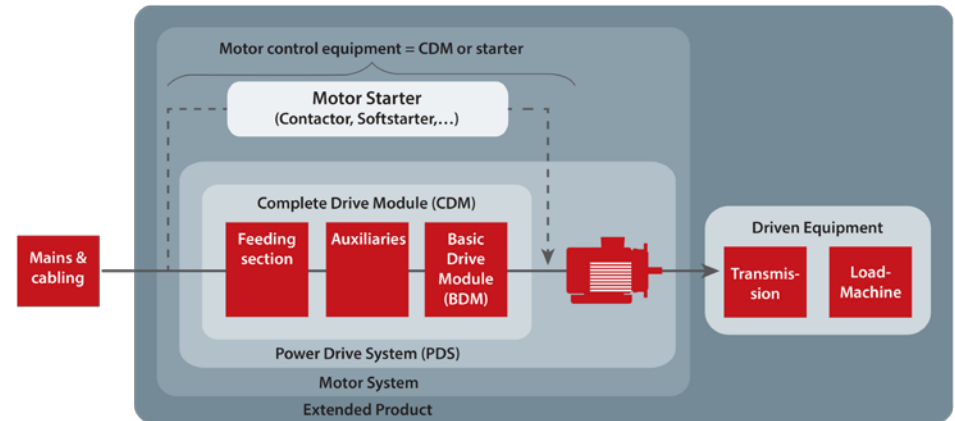 Motor control equipment = CDM or starter
Motor Starter
(Contactor, Softstarter,...)
Complete Drive Module (CDM)
Mains &
cabling
Feeding
section
Auxiliaries
Basic
Drive
Module
(BDM)
Driven Equipment
Transmis-
sion
Load-
Machine
Power Drive System (PDS)
Motor System
Extended Product